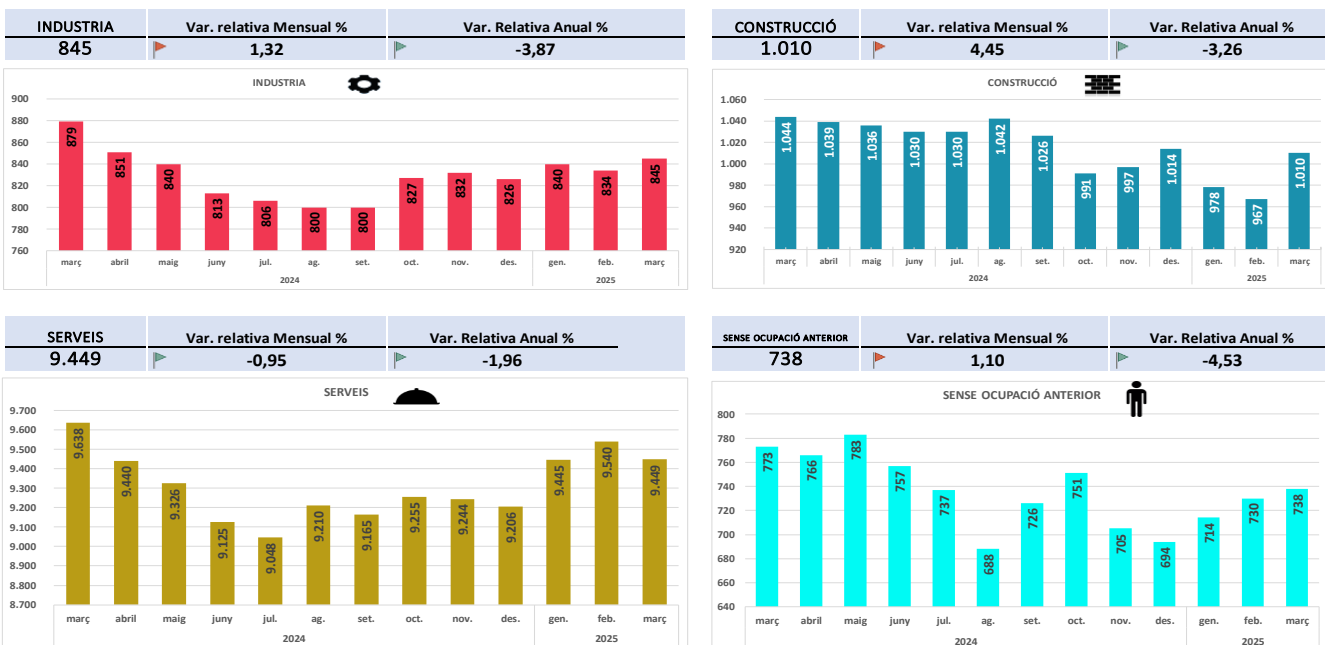 INDUSTRIA Var. relativa Mensual % Var. Relativa Anual %
845 1,32 -3,87
INDUSTRIA
900
880
860
840
820
800
780
760
879 851 840 813 806 800 800 827 832 826 840 834 845
març abril maig juny jul. ag. set. oct. nov. des. gen. feb. març
2024 2025
CONSTRUCCIÓ Var. relativa Mensual % Var. Relativa Anual %
1.010 4,45 -3,26
CONSTRUCCIÓ
1.060
1.040
1.020
1.000
980
960
940
920
1.044 1.039 1.036 1.030 1.030 1.042 1.026 991 997 1.014 978 967 1.010
març abril maig juny jul. ag. set. oct. nov. des. gen. feb. març
2024 2025
SERVEIS Var. relativa Mensual % Var. Relativa Anual %
9.449 -0,95 -1,96
SERVEIS
9.700
9.600
9.500
9.400
9.300
9.200
9.100
9.000
8.900
8.800
8.700
9.638 9.440 9.326 9.125 9.048 9.210 9.165 9.255 9.244 9.206 9.445 9.540 9.449
març abril maig juny jul. ag. set. oct. nov. des. gen. feb. març
2024 2025
SENSE OCUPACIÓ ANTERIOR Var. relativa Mensual % Var. Relativa Anual %
738 1,10 -4,53
SENSE OCUPACIÓ ANTERIOR
800
780
760
740
720
700
680
660
640
773 766 783 757 737 688 726 751 705 694 714 730 738
març abril maig juny jul. ag. set. oct. nov. des. gen. feb. març
2024 2025